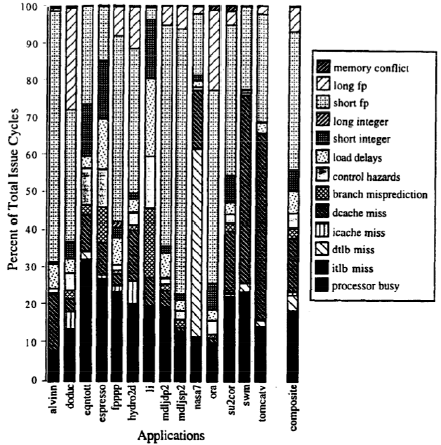 Percent of Total Issue Cycles
100
90
80
70
60
50
40
30
20
10
0
alvinn
doduc
eqntott
espresso
fpppp
hydro2d
li
mdljdp2
mdljsp2
nasa7
ora
su2cor
swm
tomcatv
composite
Applications
memory conflict
long fp
short fp
long integer
short integer
load delays
control hazards
branch misprediction
dcache miss
icache miss
dtlb miss
itlb miss
processor busy